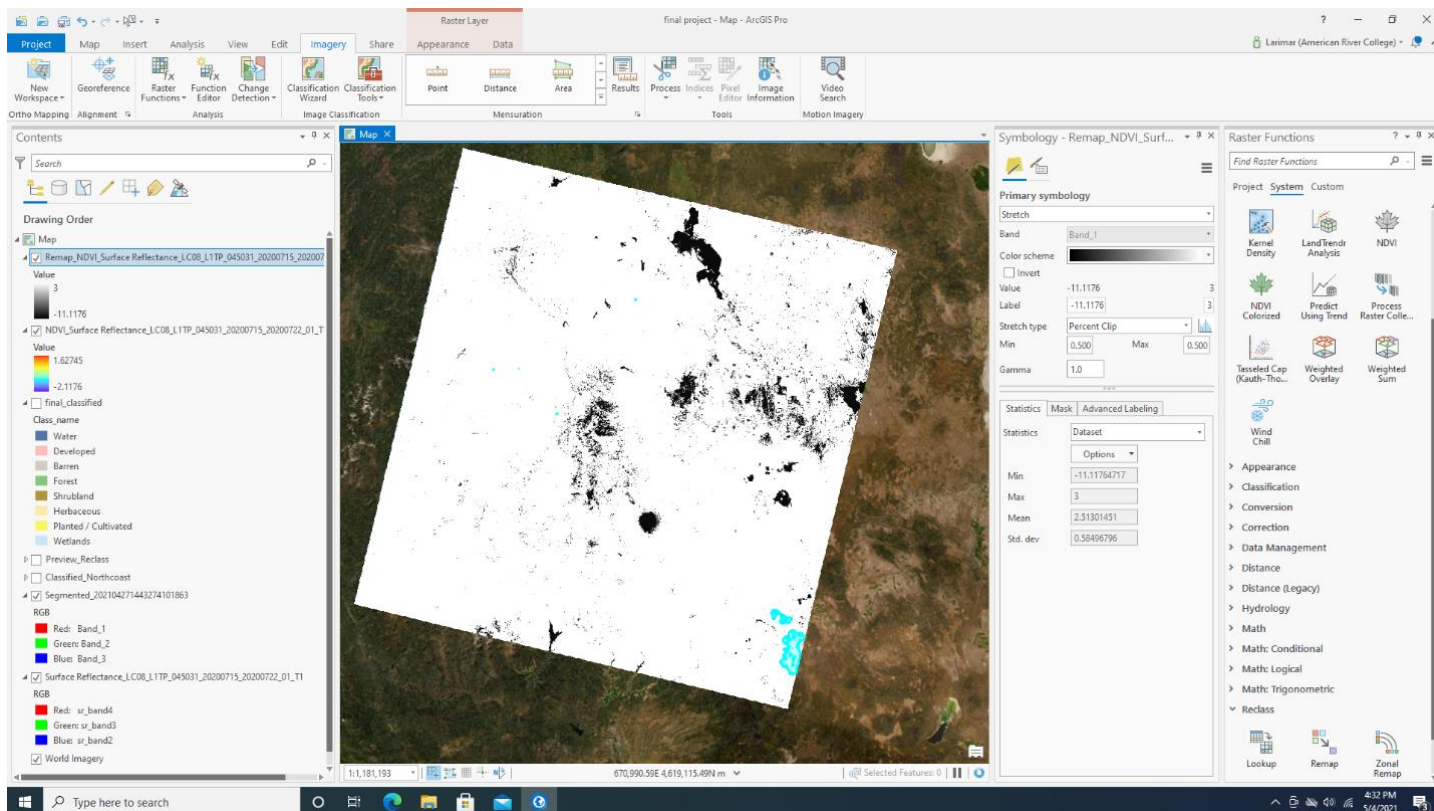 Raster Layer
final project - Map - ArcGIS Pro
?
Project Map Insert Analysis View Edit Imagery Share Appearance Data
Larimar (American River College)
New Workspace
Georeference
Raster Functions
Function Editor
Change Detection
Classification Wizard
Classification Tools
Point
Distance
Area
Results
Process
Indices
Pixel Editor
Image Information
Video Search
Ortho Mapping
Alignment
Analysis
Image Classification
Mensuration
Tools
Motion Imagery
Contents
Search
Drawing Order
Map
Remap_NDVI_Surface Reflectance_LC08_L1TP_045031_20200715_202007
Value
3
-11.1176
NDVI_Surface Reflectance_LC08_L1TP_045031_20200715_20200722_01_T
Value
1.62745
-2.1176
final_classified
Class_name
Water
Developed
Barren
Forest
Shrubland
Herbaceous
Planted / Cultivated
Wetlands
Preview_Reclass
Classified_Northcoast
Segmented_202104271443274101863
RGB
Red: Band_1
Green: Band_2
Blue: Band_3
Surface Reflectance_LC08_L1TP_045031_20200715_20200722_01_T1
RGB
Red: sr_band4
Green: sr_band3
Blue: sr_band2
World Imagery
Map
1:1,181,193
670,990.59E 4,619,115.49N m
Selected Features: 0
Symbology - Remap_NDVI_Surf...
Primary symbology
Stretch
Band Band_1
Color scheme
Invert
Value -11.1176 3
Label -11.1176 3
Stretch type Percent Clip
Min 0.500 Max 0.500
Gamma 1.0
Statistics Mask Advanced Labeling
Statistics Dataset
Options
Min -11.11764717
Max 3
Mean 2.51301451
Std. dev 0.58496796
Raster Functions
?
Find Raster Functions
Project System Custom
Kernel Density
LandTrendr Analysis
NDVI
NDVI Colorized
Predict Using Trend
Process Raster Colle...
Tasseled Cap (Kauth-Tho...
Weighted Overlay
Weighted Sum
Wind Chill
Appearance
Classification
Conversion
Correction
Data Management
Distance
Distance (Legacy)
Hydrology
Math
Math: Conditional
Math: Logical
Math: Trigonometric
Reclass
Lookup
Remap
Zonal Remap
Type here to search
4:32 PM
5/4/2021